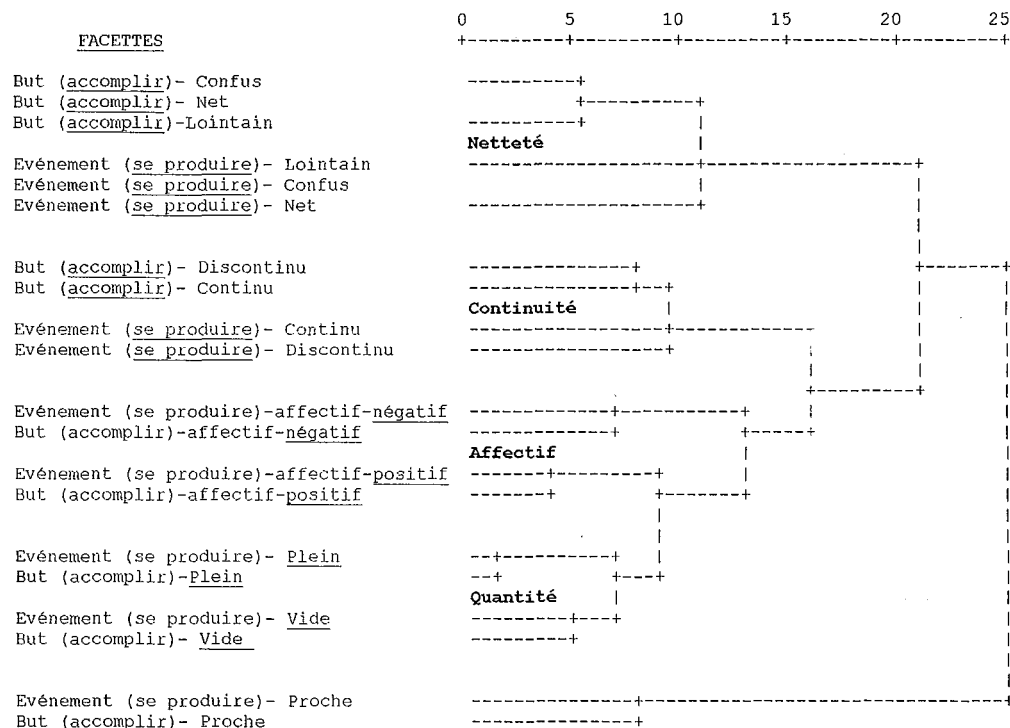 0 5 10 15 20 25
FACETTES
But (accomplir)- Confus
But (accomplir)- Net
But (accomplir)-Lointain
Netteté
Evénement (se produire)- Lointain
Evénement (se produire)- Confus
Evénement (se produire)- Net
But (accomplir)- Discontinu
But (accomplir)- Continu
Continuité
Evénement (se produire)- Continu
Evénement (se produire)- Discontinu
Evénement (se produire)-affectif-négatif
But (accomplir)-affectif-négatif
Affectif
Evénement (se produire)-affectif-positif
But (accomplir)-affectif-positif
Evénement (se produire)- Plein
But (accomplir)-Plein
Quantité
Evénement (se produire)- Vide
But (accomplir)- Vide
Evénement (se produire)- Proche
But (accomplir)- Proche